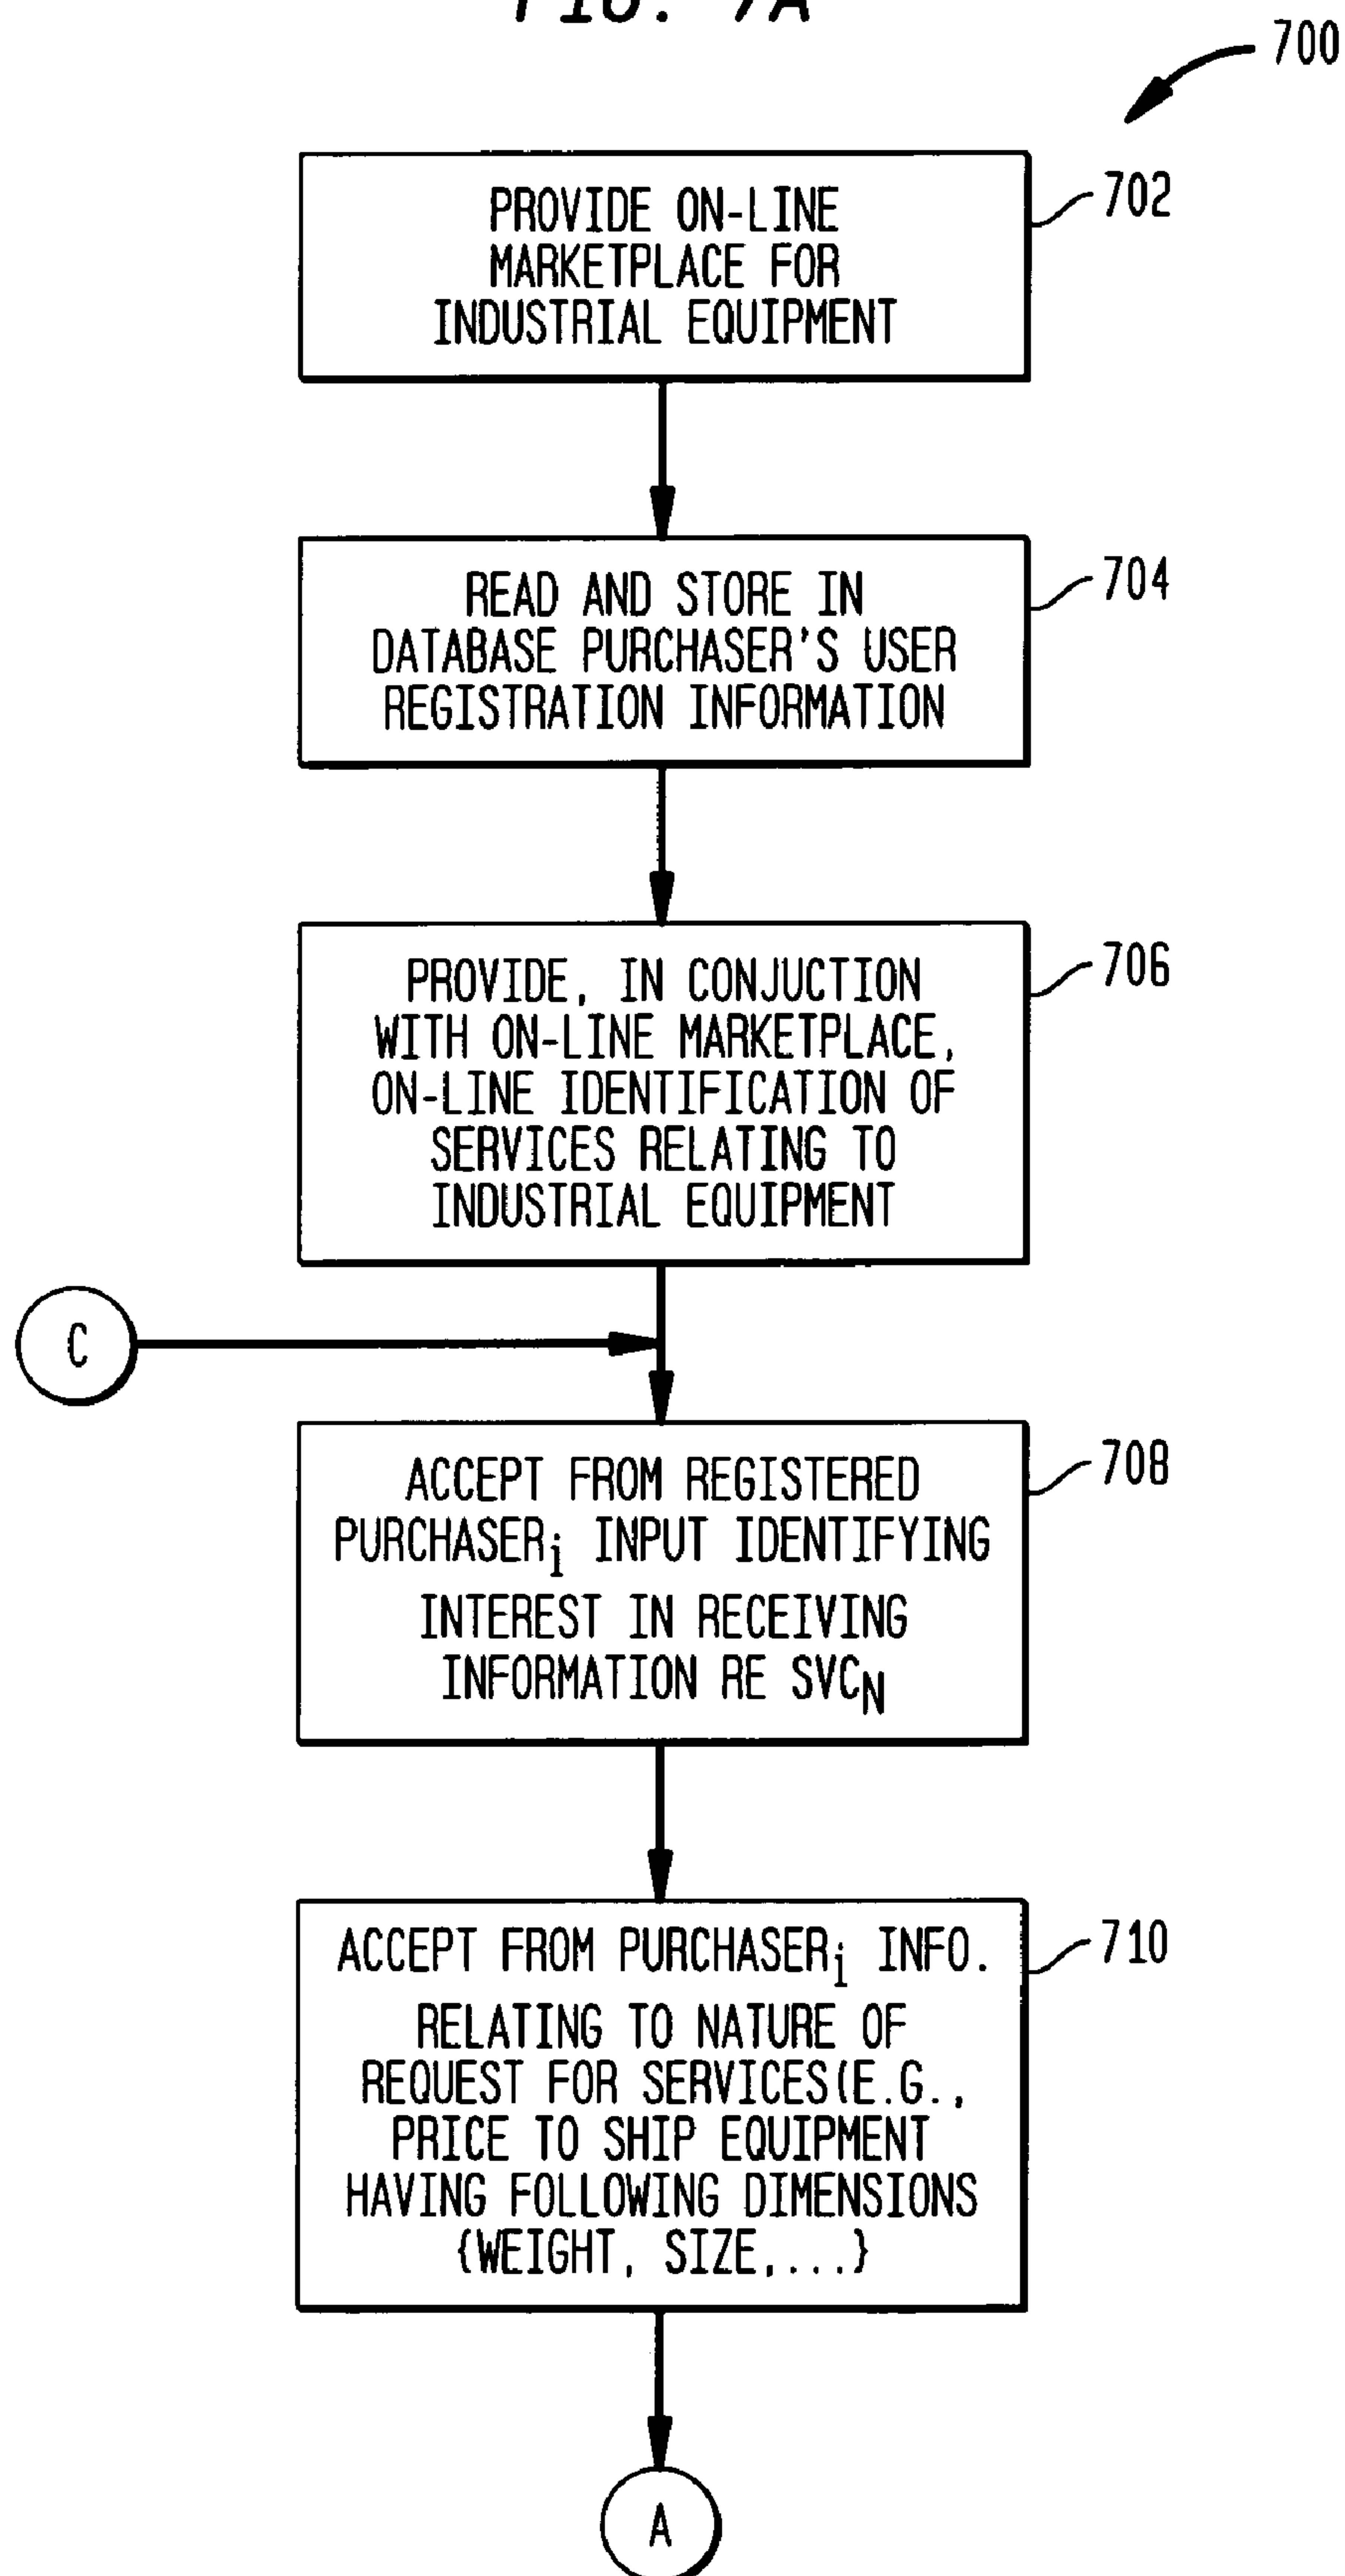 FIG. 7A
700
PROVIDE ON-LINE
MARKETPLACE FOR
INDUSTRIAL EQUIPMENT
702
READ AND STORE IN
DATABASE PURCHASER'S USER
REGISTRATION INFORMATION
704
PROVIDE, IN CONJUCTION
WITH ON-LINE MARKETPLACE,
ON-LINE IDENTIFICATION OF
SERVICES RELATING TO
INDUSTRIAL EQUIPMENT
706
C
ACCEPT FROM REGISTERED
PURCHASERi INPUT IDENTIFYING
INTEREST IN RECEIVING
INFORMATION RE SVCN
708
ACCEPT FROM PURCHASERi INFO.
RELATING TO NATURE OF
REQUEST FOR SERVICES(E.G.,
PRICE TO SHIP EQUIPMENT
HAVING FOLLOWING DIMENSIONS
{WEIGHT, SIZE,...}
710
A